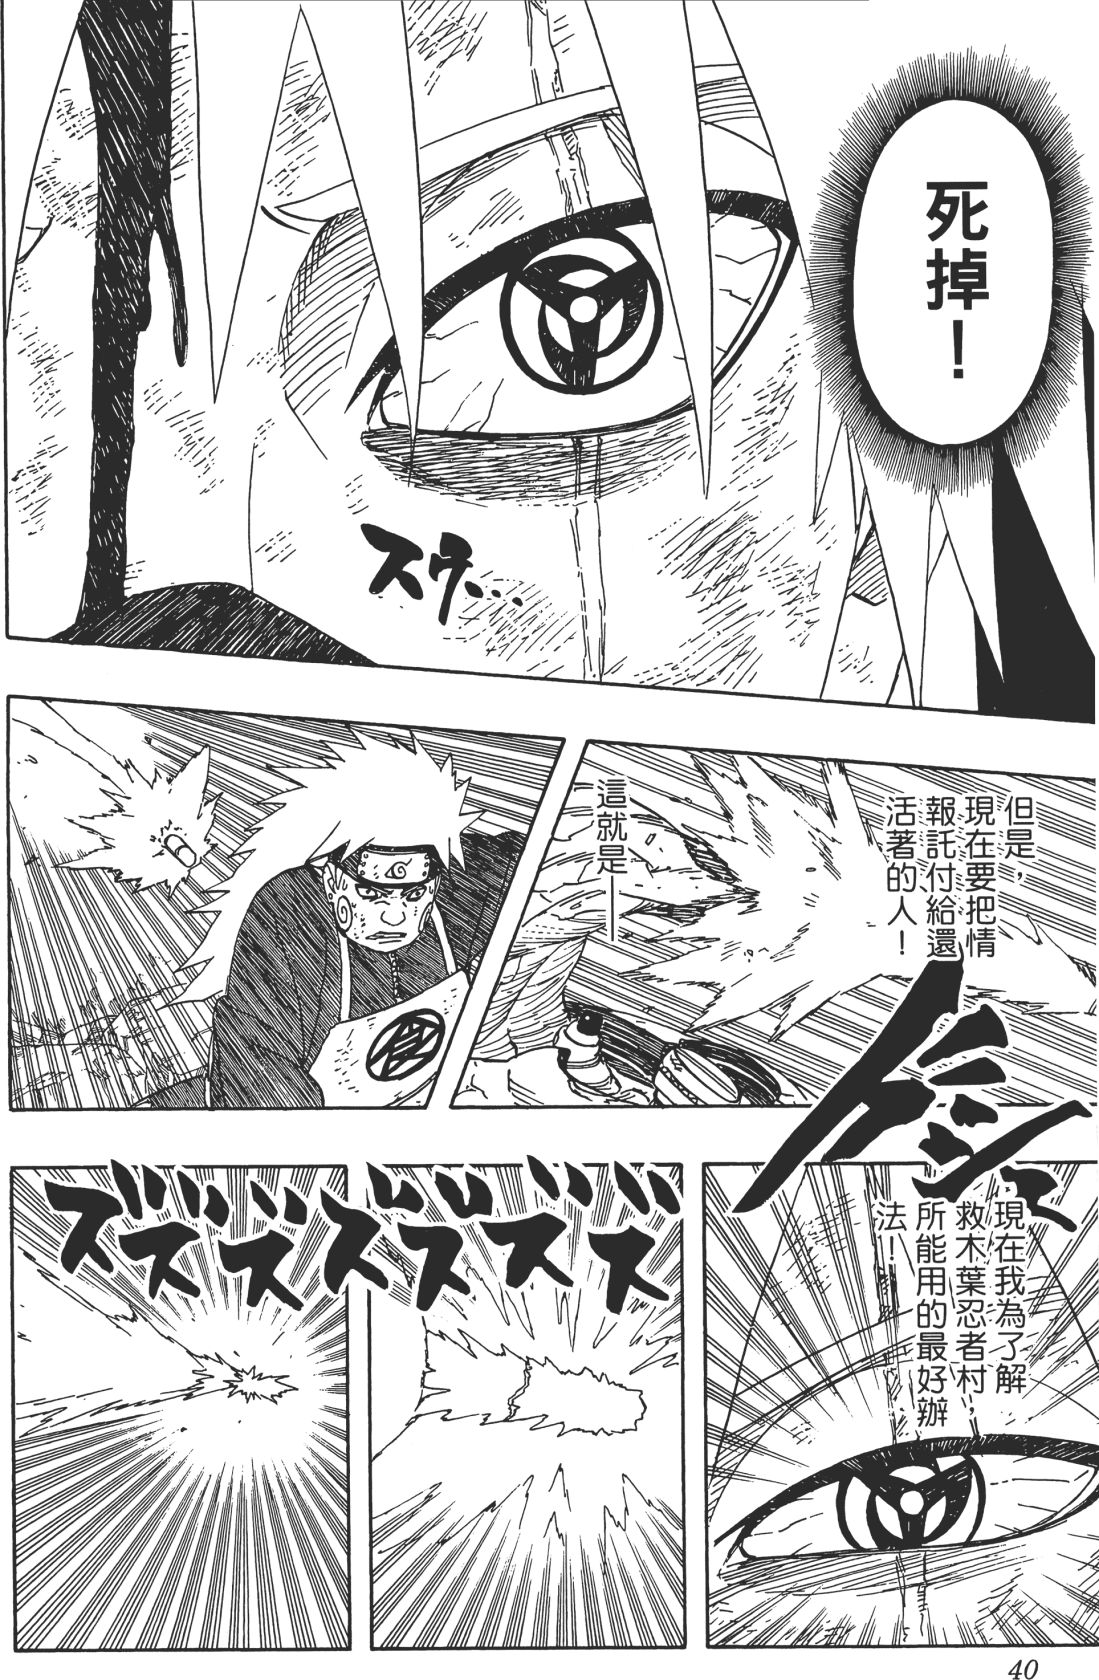 死掉！
スゥ…
但是，
現在要把情
報託付給還
活著的人！
這就是——
現在我為了解
救木葉忍者村，
所能用的最好辦
法！
ズズズズズズ
40